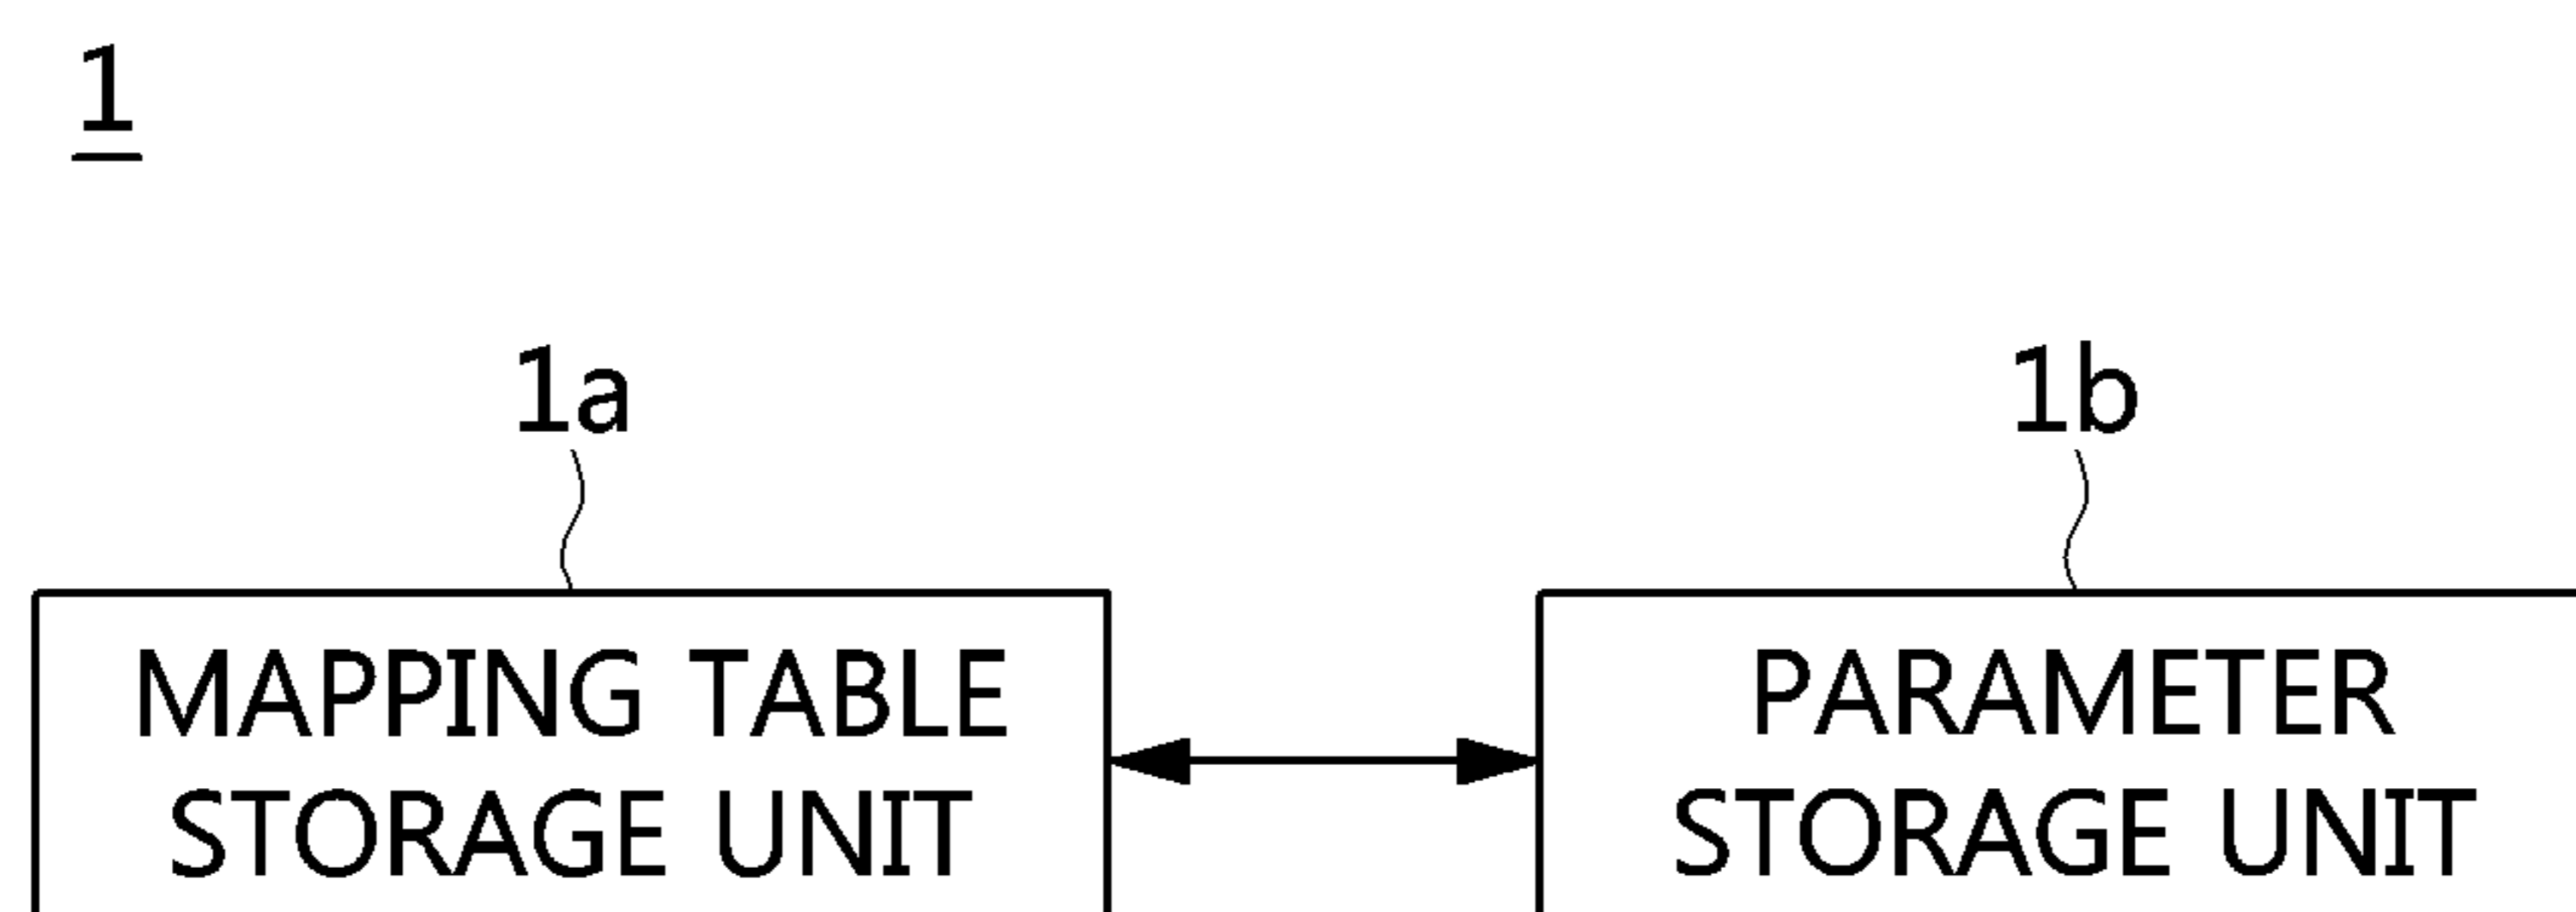 1
1a
1b
MAPPING TABLE
STORAGE UNIT
PARAMETER
STORAGE UNIT